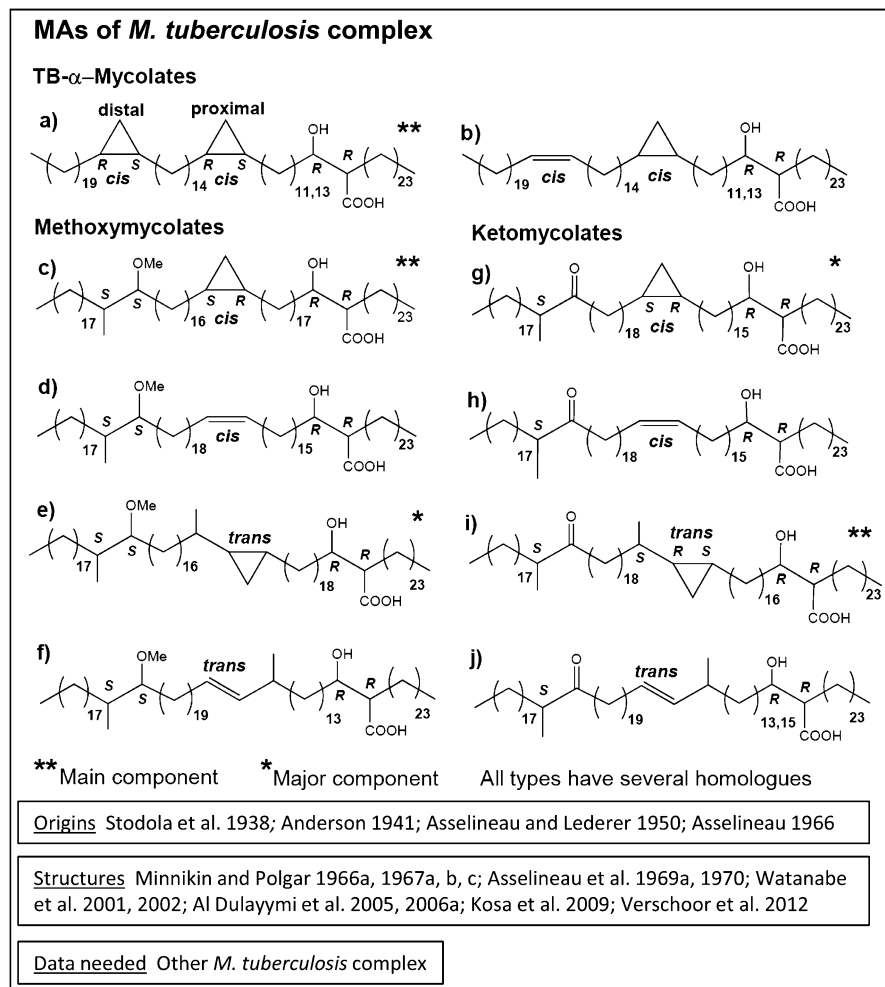 MAs of M. tuberculosis complex
TB-α–Mycolates
distal proximal
a) OH **
R S R S R R
19 cis 14 cis 11,13 23
COOH
b) OH
R R
19 cis 14 cis 11,13 23
COOH
Methoxymycolates
c) OMe OH **
S S S R R R
17 16 cis 17 23
COOH
Ketomycolates
g) O OH *
S S R R R
17 18 cis 15 23
COOH
d) OMe OH
S S R R
17 18 cis 15 23
COOH
h) O OH
S R R
17 18 cis 15 23
COOH
e) OMe trans OH *
S S R R
17 16 18 23
COOH
i) O trans OH **
S S R S R R
17 18 16 23
COOH
f) OMe trans OH
S S R R
17 19 13 23
COOH
j) O trans OH
S R R
17 19 13,15 23
COOH
**Main component *Major component All types have several homologues
Origins Stodola et al. 1938; Anderson 1941; Asselineau and Lederer 1950; Asselineau 1966
Structures Minnikin and Polgar 1966a, 1967a, b, c; Asselineau et al. 1969a, 1970; Watanabe
et al. 2001, 2002; Al Dulayymi et al. 2005, 2006a; Kosa et al. 2009; Verschoor et al. 2012
Data needed Other M. tuberculosis complex